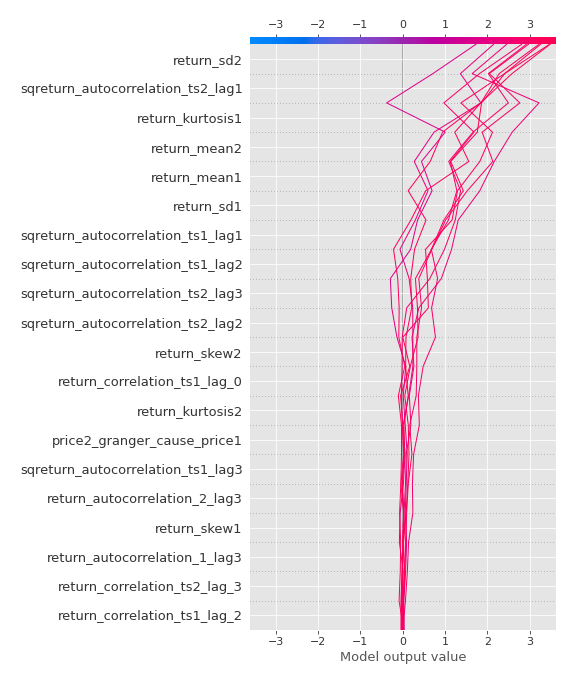 −3 −2 −1 0 1 2 3
return_sd2
sqreturn_autocorrelation_ts2_lag1
return_kurtosis1
return_mean2
return_mean1
return_sd1
sqreturn_autocorrelation_ts1_lag1
sqreturn_autocorrelation_ts1_lag2
sqreturn_autocorrelation_ts2_lag3
sqreturn_autocorrelation_ts2_lag2
return_skew2
return_correlation_ts1_lag_0
return_kurtosis2
price2_granger_cause_price1
sqreturn_autocorrelation_ts1_lag3
return_autocorrelation_2_lag3
return_skew1
return_autocorrelation_1_lag3
return_correlation_ts2_lag_3
return_correlation_ts1_lag_2
−3 −2 −1 0 1 2 3
Model output value